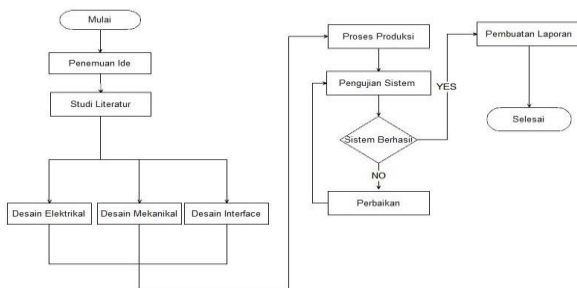 Mulai
Penemuan Ide
Studi Literatur
Desain Elektrikal
Desain Mekanikal
Desain Interface
Proses Produksi
Pengujian Sistem
Sistem Berhasil
NO
Perbaikan
YES
Pembuatan Laporan
Selesai